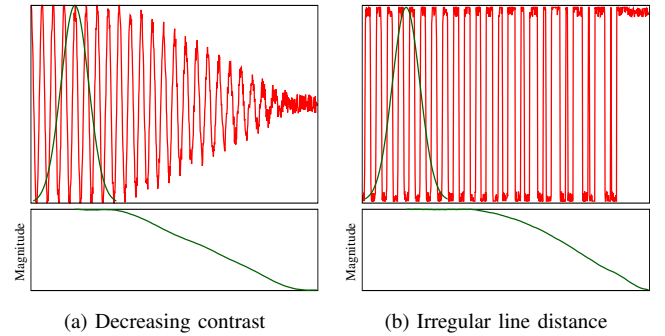 Magnitude
Magnitude
(a) Decreasing contrast
(b) Irregular line distance